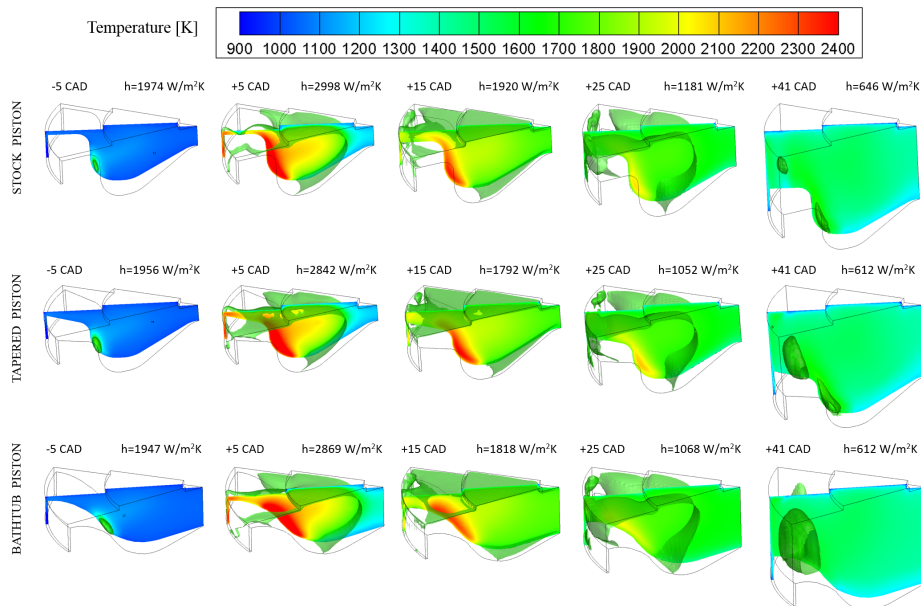 Temperature [K]
900 1000 1100 1200 1300 1400 1500 1600 1700 1800 1900 2000 2100 2200 2300 2400
STOCK PISTON
-5 CAD h=1974 W/m²K +5 CAD h=2998 W/m²K +15 CAD h=1920 W/m²K +25 CAD h=1181 W/m²K +41 CAD h=646 W/m²K
TAPERED PISTON
-5 CAD h=1956 W/m²K +5 CAD h=2842 W/m²K +15 CAD h=1792 W/m²K +25 CAD h=1052 W/m²K +41 CAD h=612 W/m²K
BATHTUB PISTON
-5 CAD h=1947 W/m²K +5 CAD h=2869 W/m²K +15 CAD h=1818 W/m²K +25 CAD h=1068 W/m²K +41 CAD h=612 W/m²K